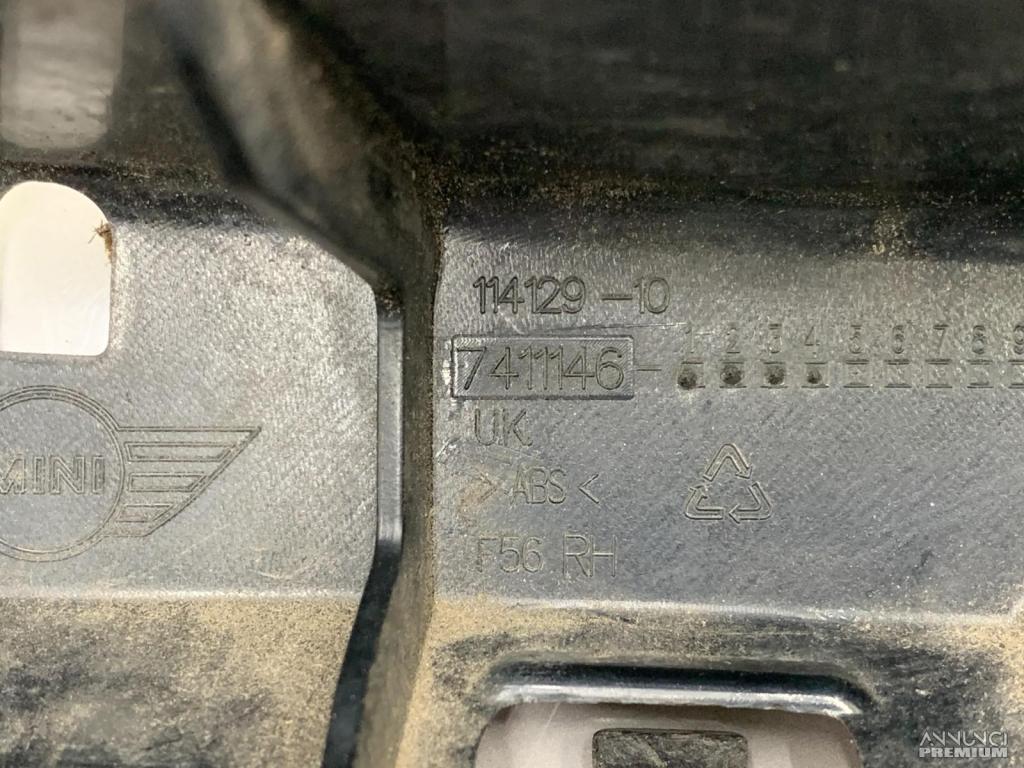 114129-10
7411146- 1 2 3 4 5 6 7 8 9
UK
>ABS<
F56 RH
MINI
ANNUNCI
PREMIUM